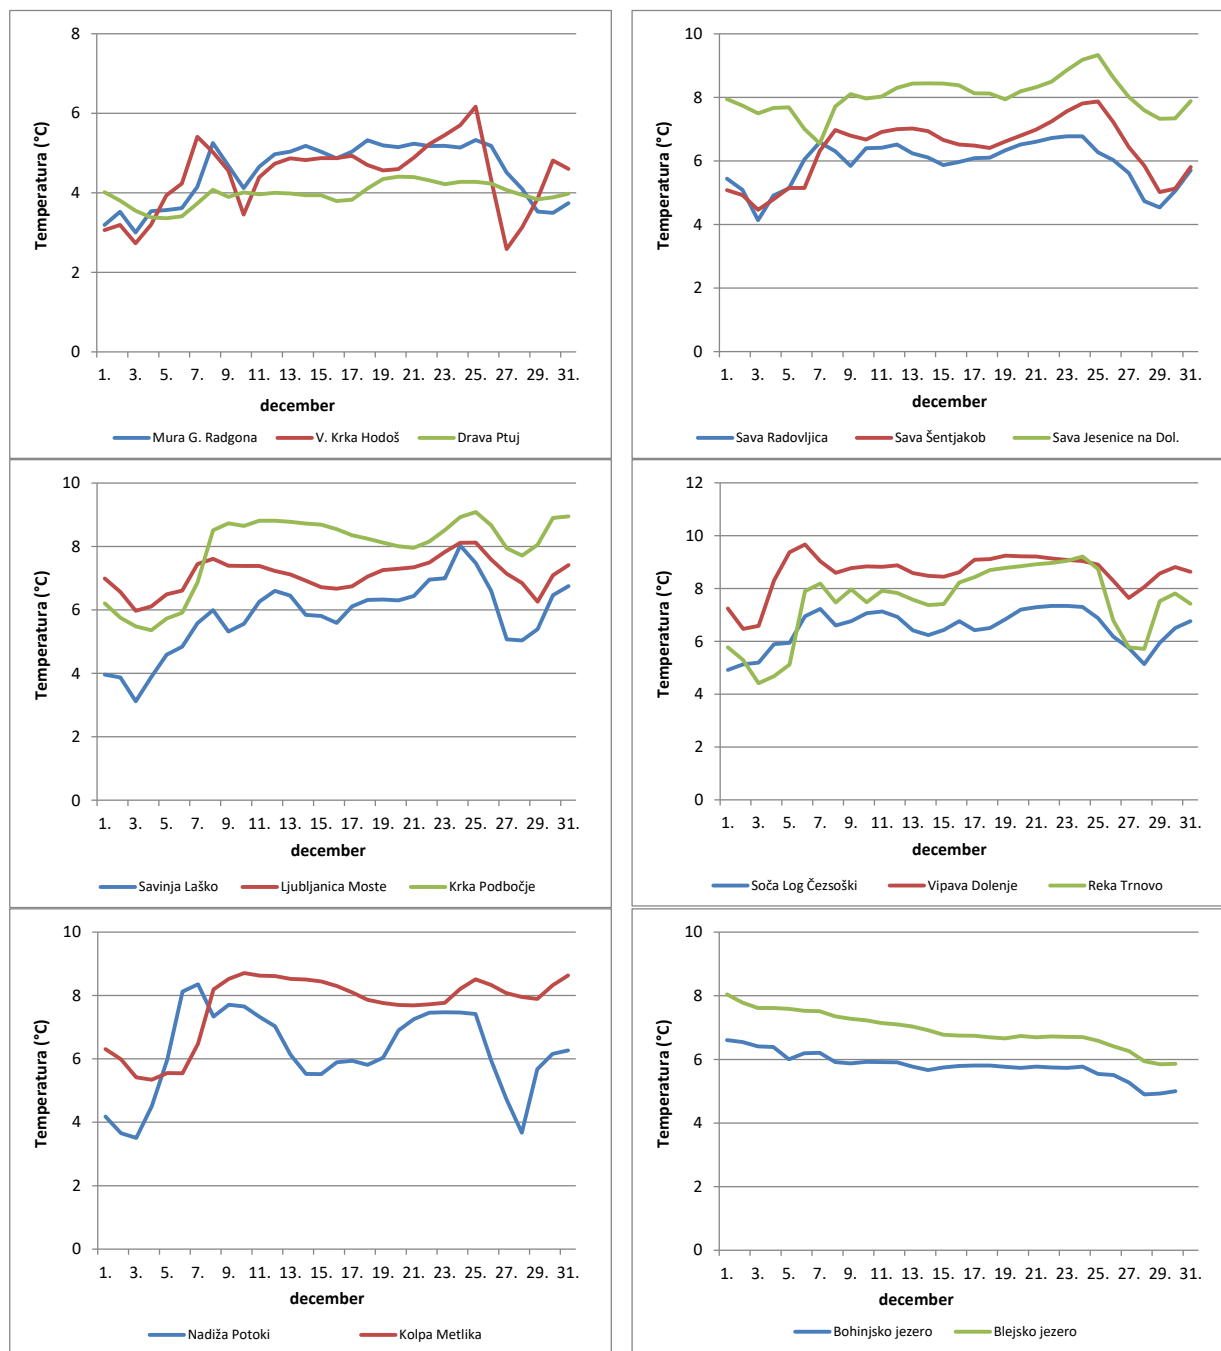 Temperatura (°C)
8
6
4
2
0
1. 3. 5. 7. 9. 11. 13. 15. 17. 19. 21. 23. 25. 27. 29. 31.
december
Mura G. Radgona V. Krka Hodoš Drava Ptuj
Temperatura (°C)
10
8
6
4
2
0
1. 3. 5. 7. 9. 11. 13. 15. 17. 19. 21. 23. 25. 27. 29. 31.
december
Sava Radovljica Sava Šentjakob Sava Jesenice na Dol.
Temperatura (°C)
10
8
6
4
2
0
1. 3. 5. 7. 9. 11. 13. 15. 17. 19. 21. 23. 25. 27. 29. 31.
december
Savinja Laško Ljubljanica Moste Krka Podbočje
Temperatura (°C)
12
10
8
6
4
2
0
1. 3. 5. 7. 9. 11. 13. 15. 17. 19. 21. 23. 25. 27. 29. 31.
december
Soča Log Čezsoški Vipava Dolenje Reka Trnovo
Temperatura (°C)
10
8
6
4
2
0
1. 3. 5. 7. 9. 11. 13. 15. 17. 19. 21. 23. 25. 27. 29. 31.
december
Nadiža Potoki Kolpa Metlika
Temperatura (°C)
10
8
6
4
2
0
1. 3. 5. 7. 9. 11. 13. 15. 17. 19. 21. 23. 25. 27. 29. 31.
december
Bohinjsko jezero Blejsko jezero